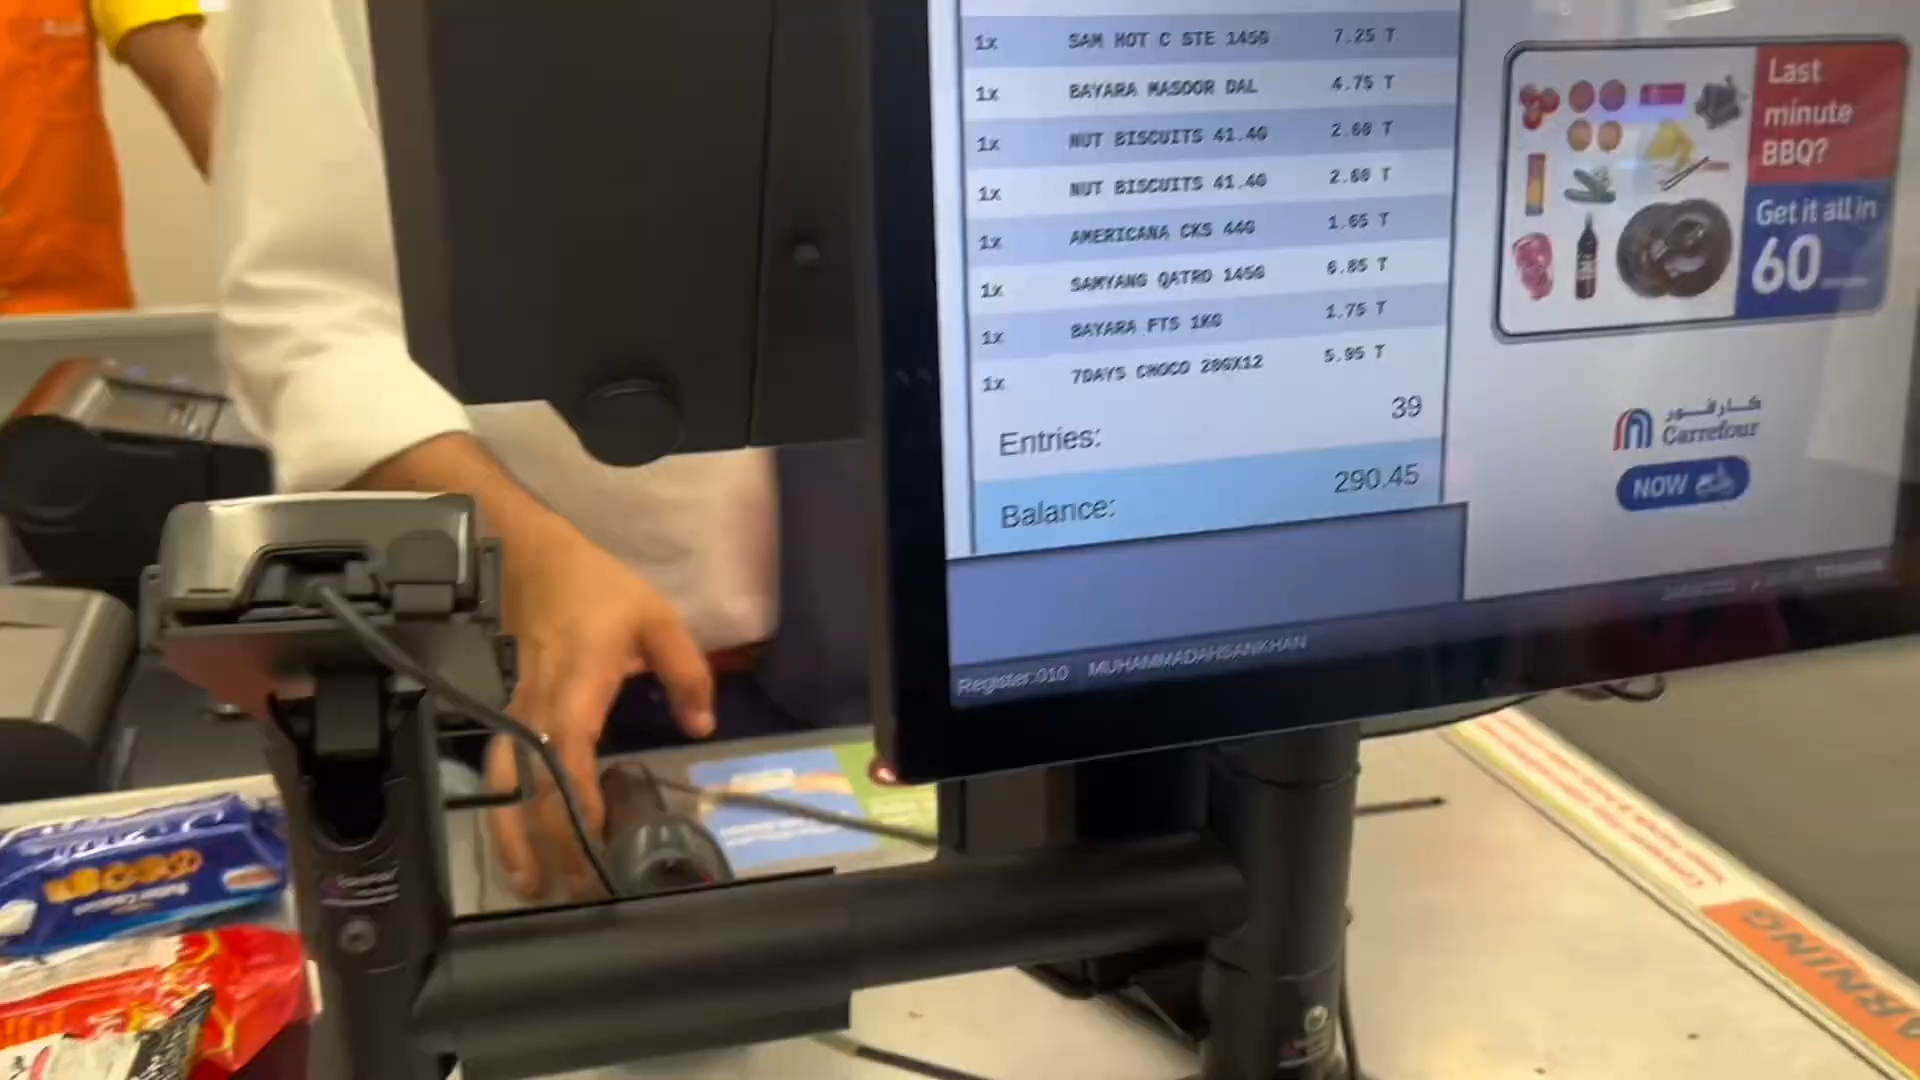 1x SAM HOT C STE 145G 7.25 T
1x BAYARA MASOOR DAL 4.75 T
1x NUT BISCUITS 41.4G 2.60 T
1x NUT BISCUITS 41.4G 2.60 T
1x AMERICANA CKS 44G 1.65 T
1x SAMYANG QATRO 145G 6.85 T
1x BAYARA FTS 1KG 1.75 T
1x 7DAYS CHOCO 20GX12 5.95 T
Entries: 39
Balance: 290.45
Register:010 MUHAMMADAHSANKHAN
Last
minute
BBQ?
Get it all in
60
كارفور
Carrefour
NOW